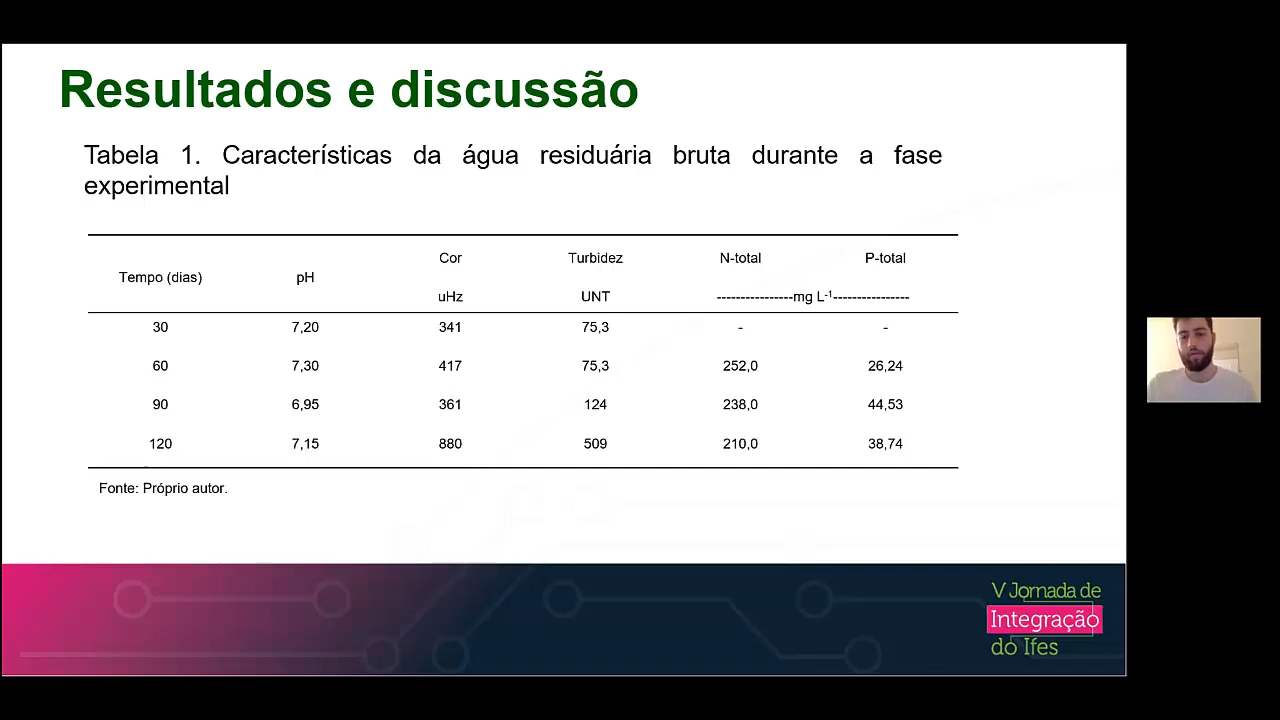 Resultados e discussão
Tabela 1. Características da água residuária bruta durante a fase
experimental
Tempo (dias) pH Cor Turbidez N-total P-total
uHz UNT ----------------mg L⁻¹----------------
30 7,20 341 75,3 - -
60 7,30 417 75,3 252,0 26,24
90 6,95 361 124 238,0 44,53
120 7,15 880 509 210,0 38,74
Fonte: Próprio autor.
V Jornada de
Integração
do Ifes